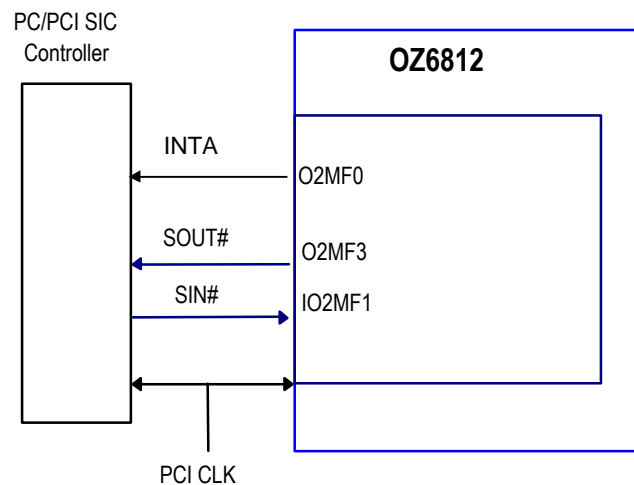 PC/PCI SIC
Controller
OZ6812
INTA
O2MF0
SOUT#
O2MF3
SIN#
IO2MF1
PCI CLK